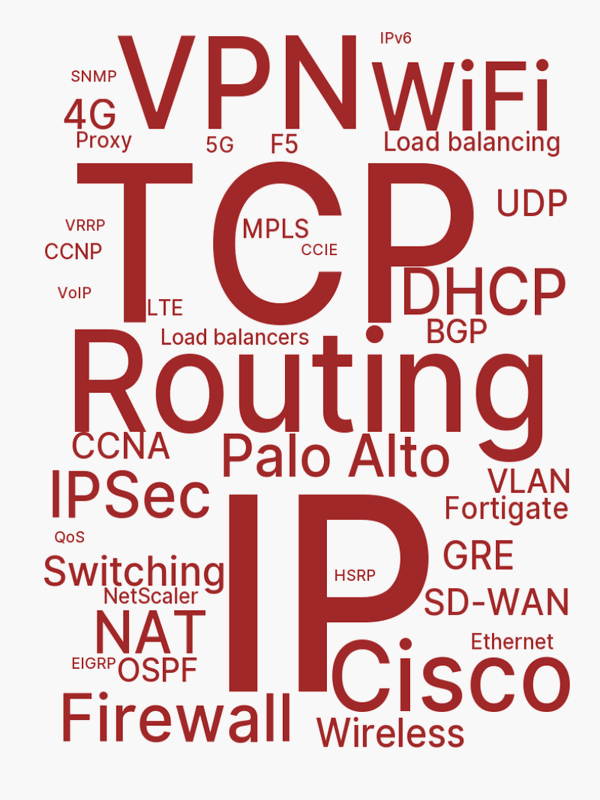 IPv6
VPN
WiFi
SNMP
4G
Proxy
5G
F5
Load balancing
TCP
UDP
VRRP
MPLS
CCNP
CCIE
VoIP
LTE
DHCP
Load balancers
BGP
Routing
CCNA
Palo Alto
IPSec
VLAN
Fortigate
IP
QoS
GRE
Switching
HSRP
NetScaler
SD-WAN
NAT
Ethernet
EIGRP
OSPF
Cisco
Firewall
Wireless